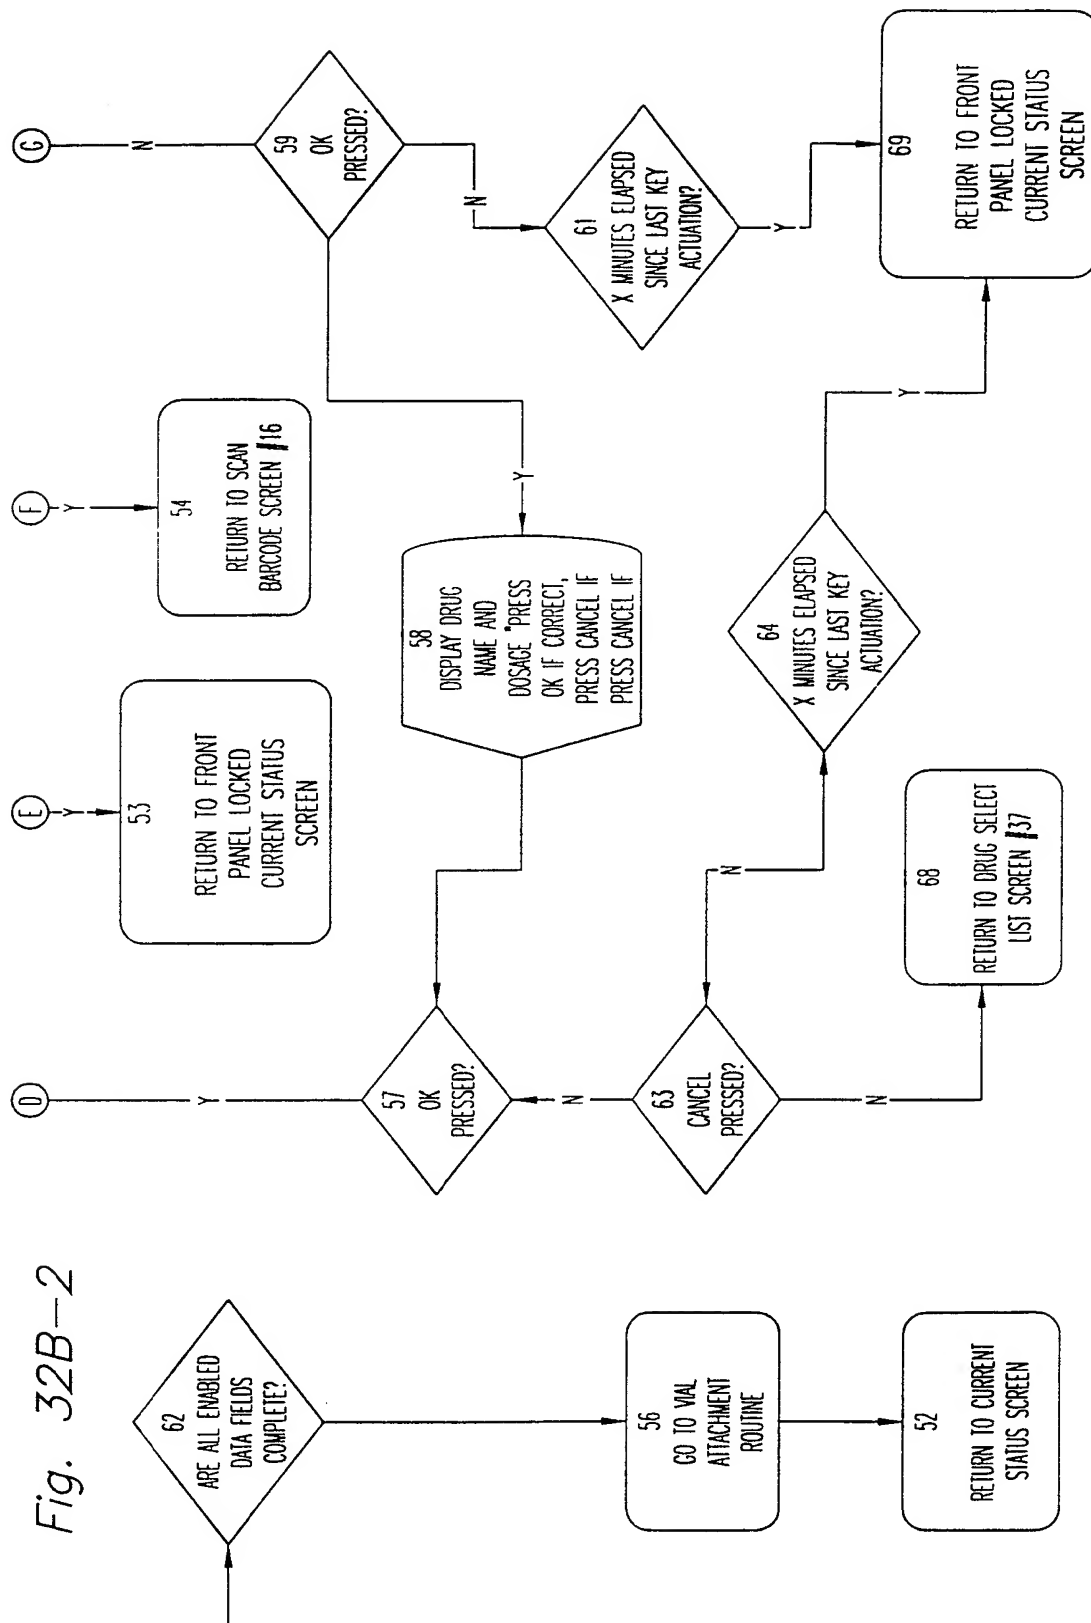 Fig. 32B-2
62
ARE ALL ENABLED
DATA FIELDS
COMPLETE?
56
GO TO VIAL
ATTACHMENT
ROUTINE
52
RETURN TO CURRENT
STATUS SCREEN
D
Y
57
OK
PRESSED?
N
63
CANCEL
PRESSED?
N
68
RETURN TO DRUG SELECT
LIST SCREEN #37
E
Y
53
RETURN TO FRONT
PANEL LOCKED
CURRENT STATUS
SCREEN
F
Y
54
RETURN TO SCAN
BARCODE SCREEN #16
58
DISPLAY DRUG
NAME AND
DOSAGE "PRESS
OK IF CORRECT,
PRESS CANCEL IF
PRESS CANCEL IF
Y
N
64
X MINUTES ELAPSED
SINCE LAST KEY
ACTUATION?
Y
G
N
59
OK
PRESSED?
N
61
X MINUTES ELAPSED
SINCE LAST KEY
ACTUATION?
Y
69
RETURN TO FRONT
PANEL LOCKED
CURRENT STATUS
SCREEN